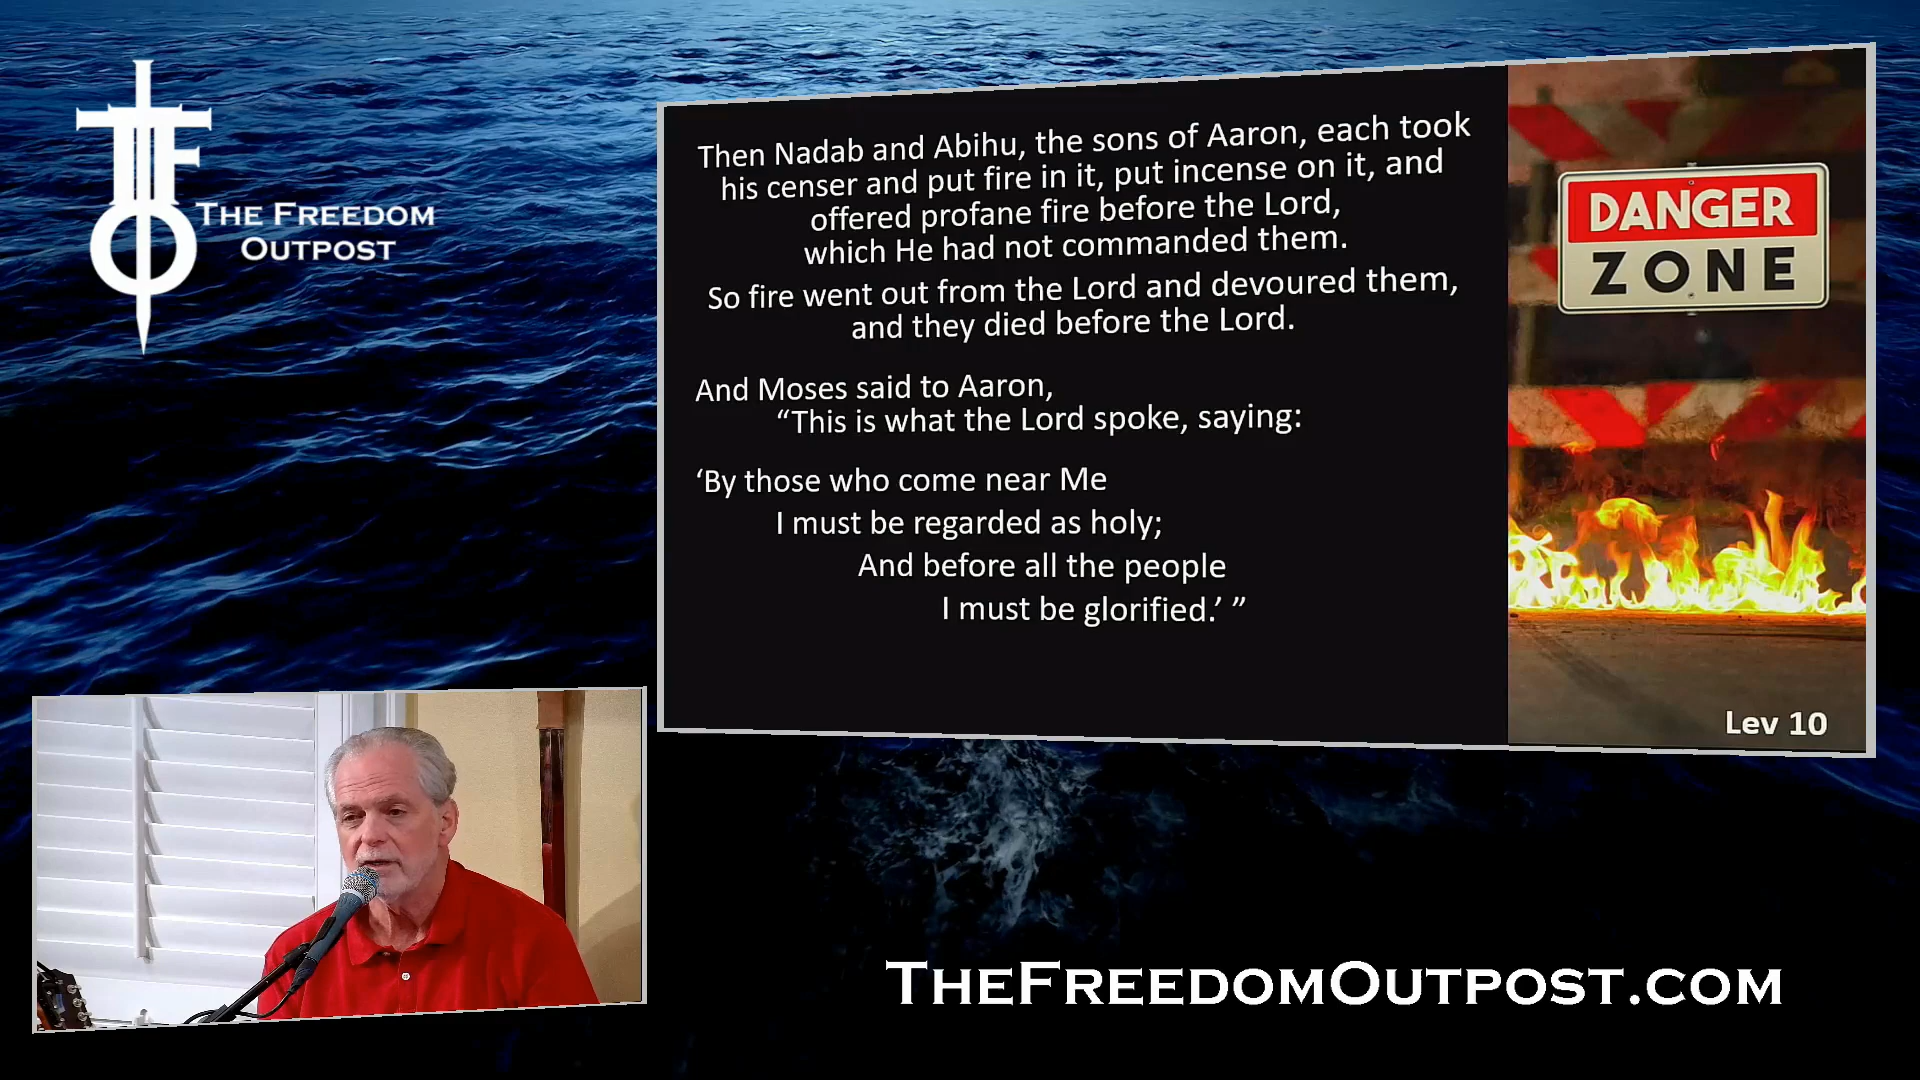 TFO
THE FREEDOM
OUTPOST
Then Nadab and Abihu, the sons of Aaron, each took
his censer and put fire in it, put incense on it, and
offered profane fire before the Lord,
which He had not commanded them.
So fire went out from the Lord and devoured them,
and they died before the Lord.
And Moses said to Aaron,
“This is what the Lord spoke, saying:
‘By those who come near Me
I must be regarded as holy;
And before all the people
I must be glorified.’ ”
DANGER
ZONE
Lev 10
THEFREEDOMOUTPOST.COM